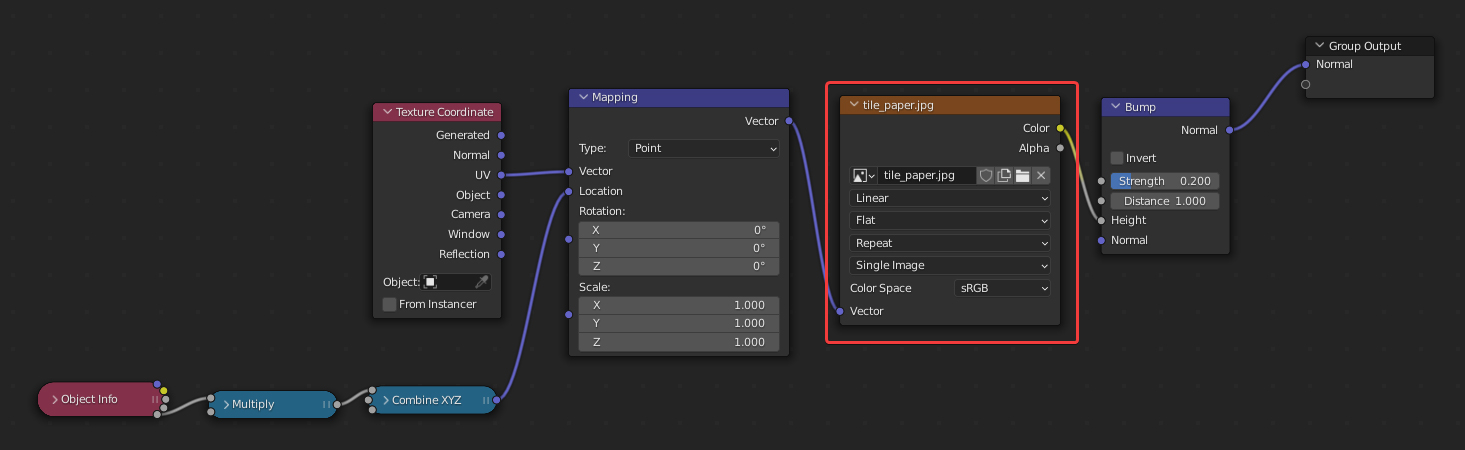 Texture Coordinate
Generated
Normal
UV
Object
Camera
Window
Reflection
Object:
From Instancer
Object Info
Multiply
Combine XYZ
Mapping
Vector
Type: Point
Vector
Location
Rotation:
X 0°
Y 0°
Z 0°
Scale:
X 1.000
Y 1.000
Z 1.000
tile_paper.jpg
Color
Alpha
tile_paper.jpg
Linear
Flat
Repeat
Single Image
Color Space sRGB
Vector
Bump
Normal
Invert
Strength 0.200
Distance 1.000
Height
Normal
Group Output
Normal